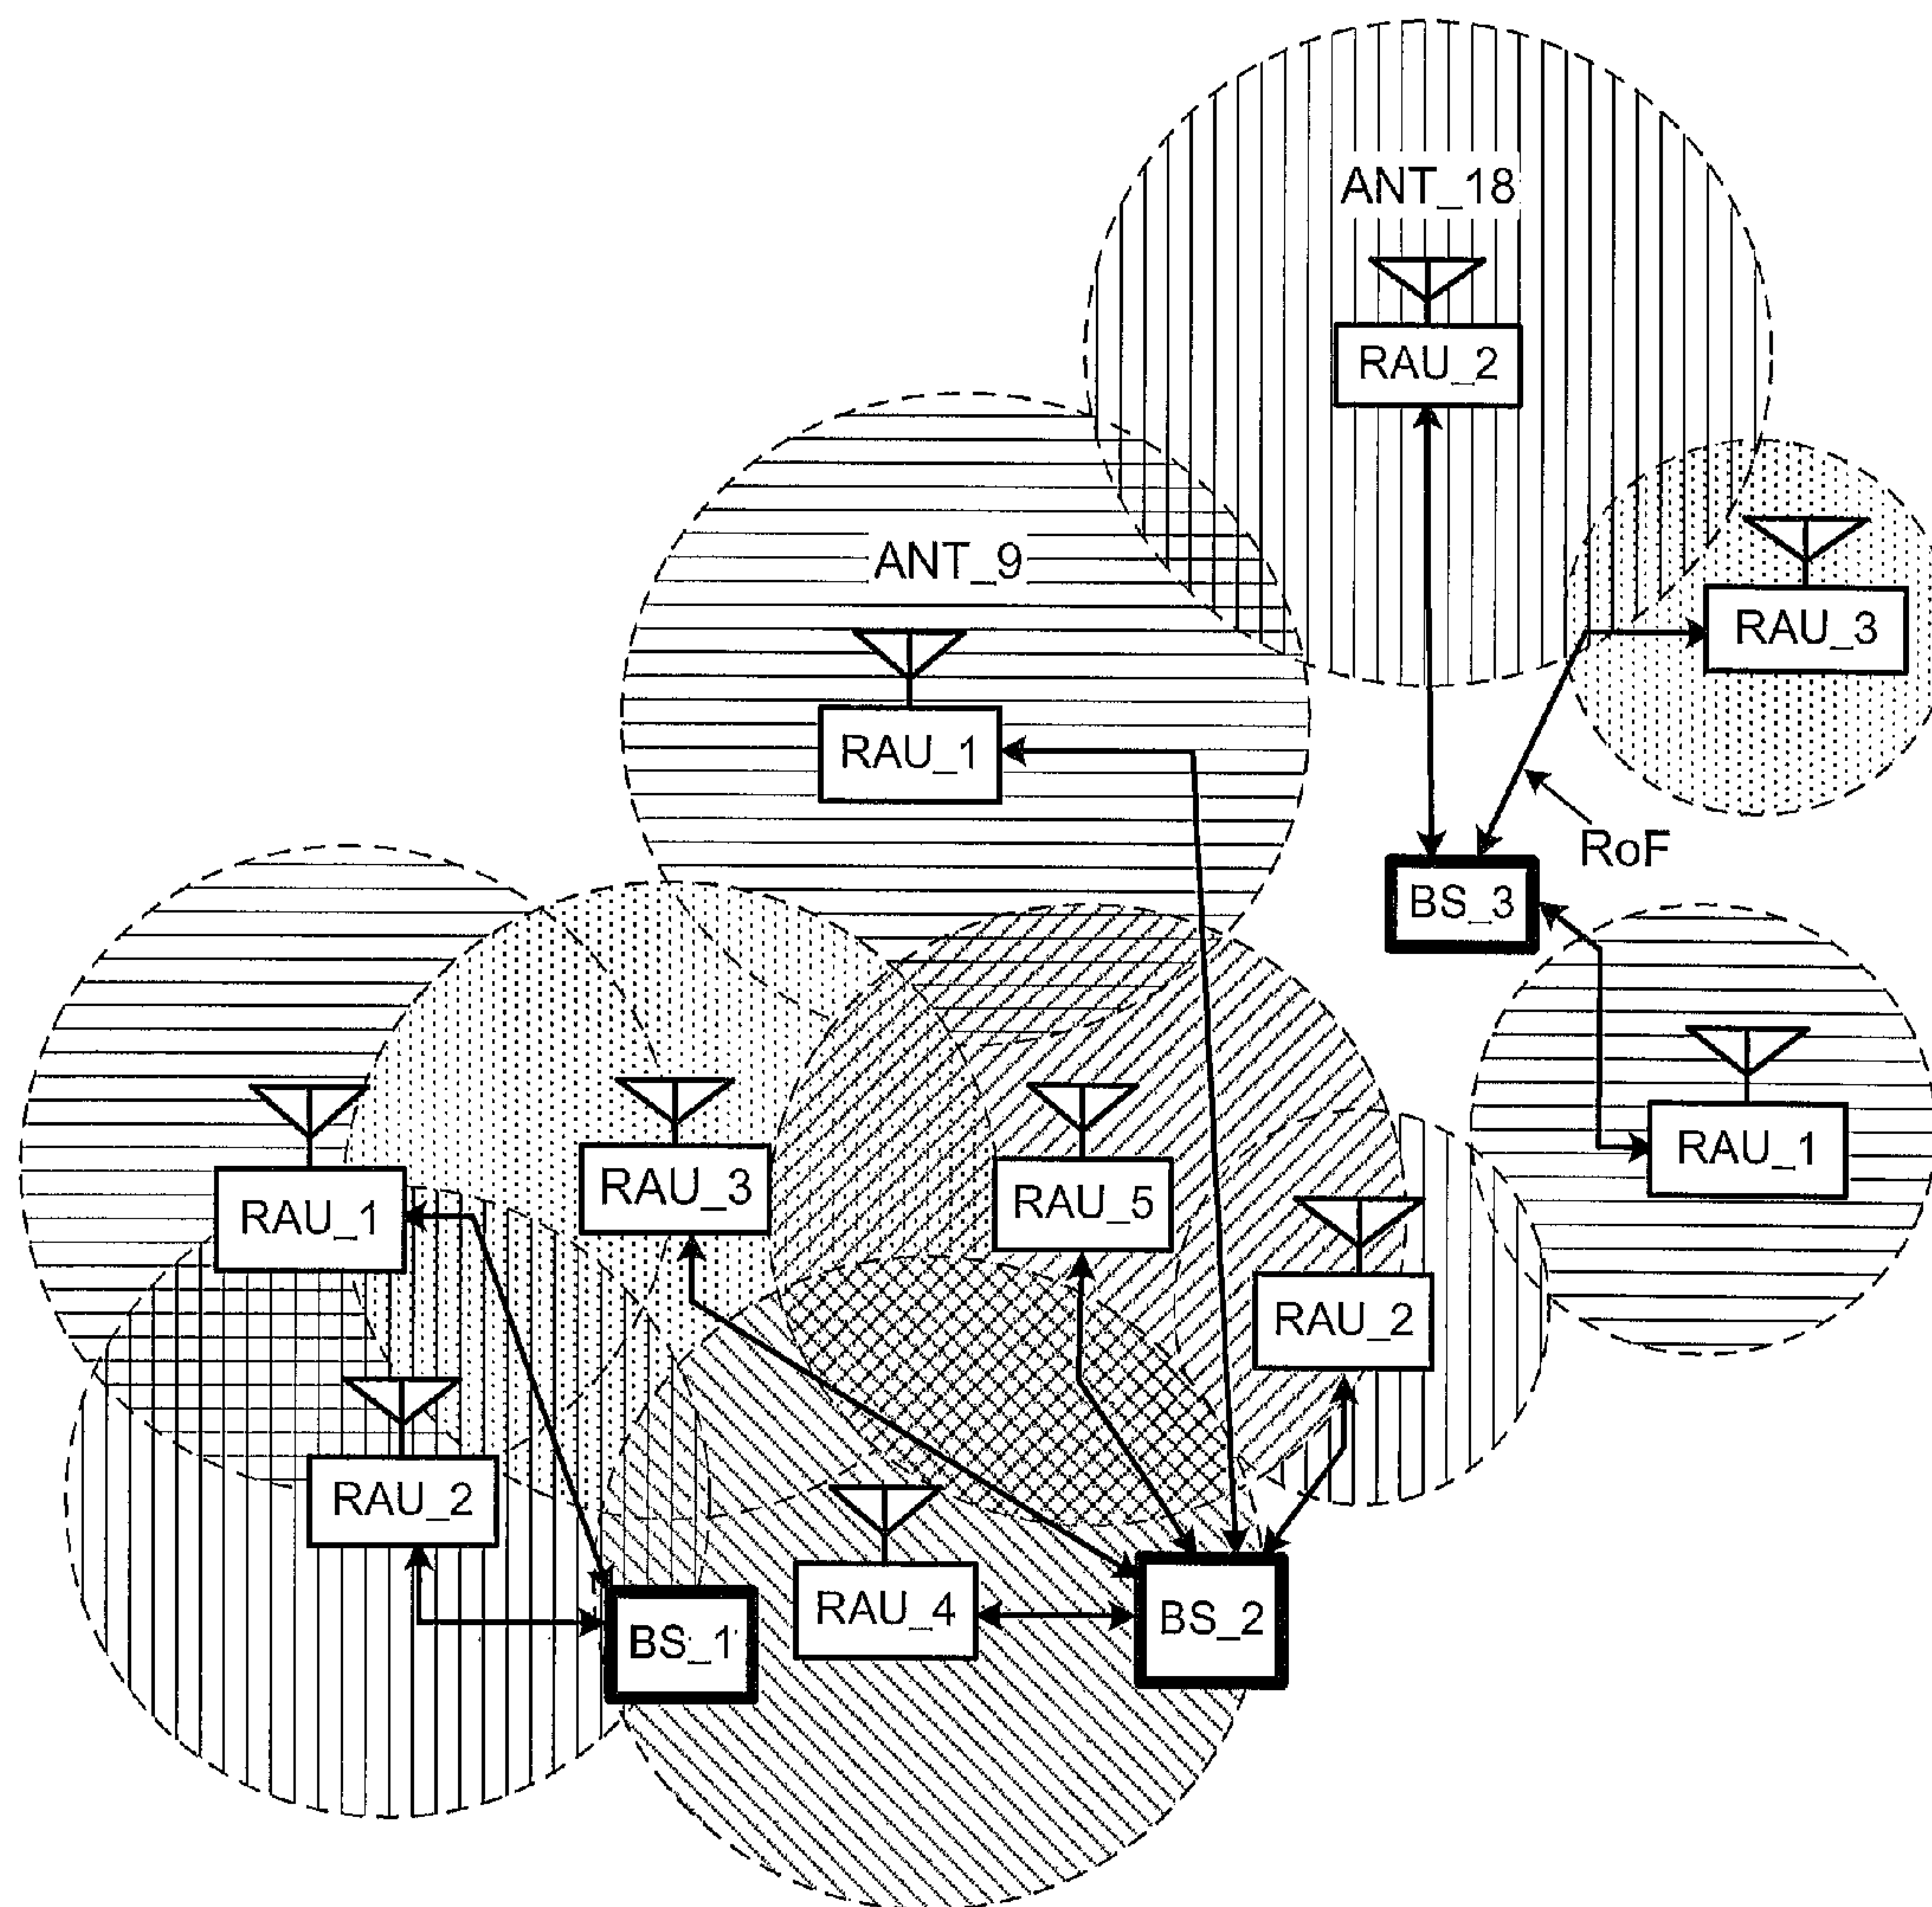 ANT_18
RAU_2
ANT_9
RAU_3
RAU_1
RoF
BS_3
RAU_1
RAU_3
RAU_5
RAU_1
RAU_2
RAU_2
RAU_4
BS_2
BS_1